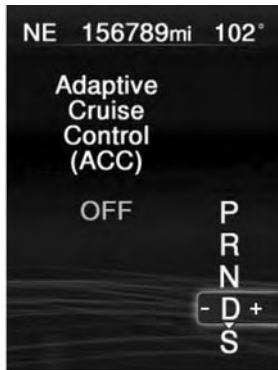 NE 156789mi 102°
Adaptive
Cruise
Control
(ACC)
OFF
P
R
N
- D +
S